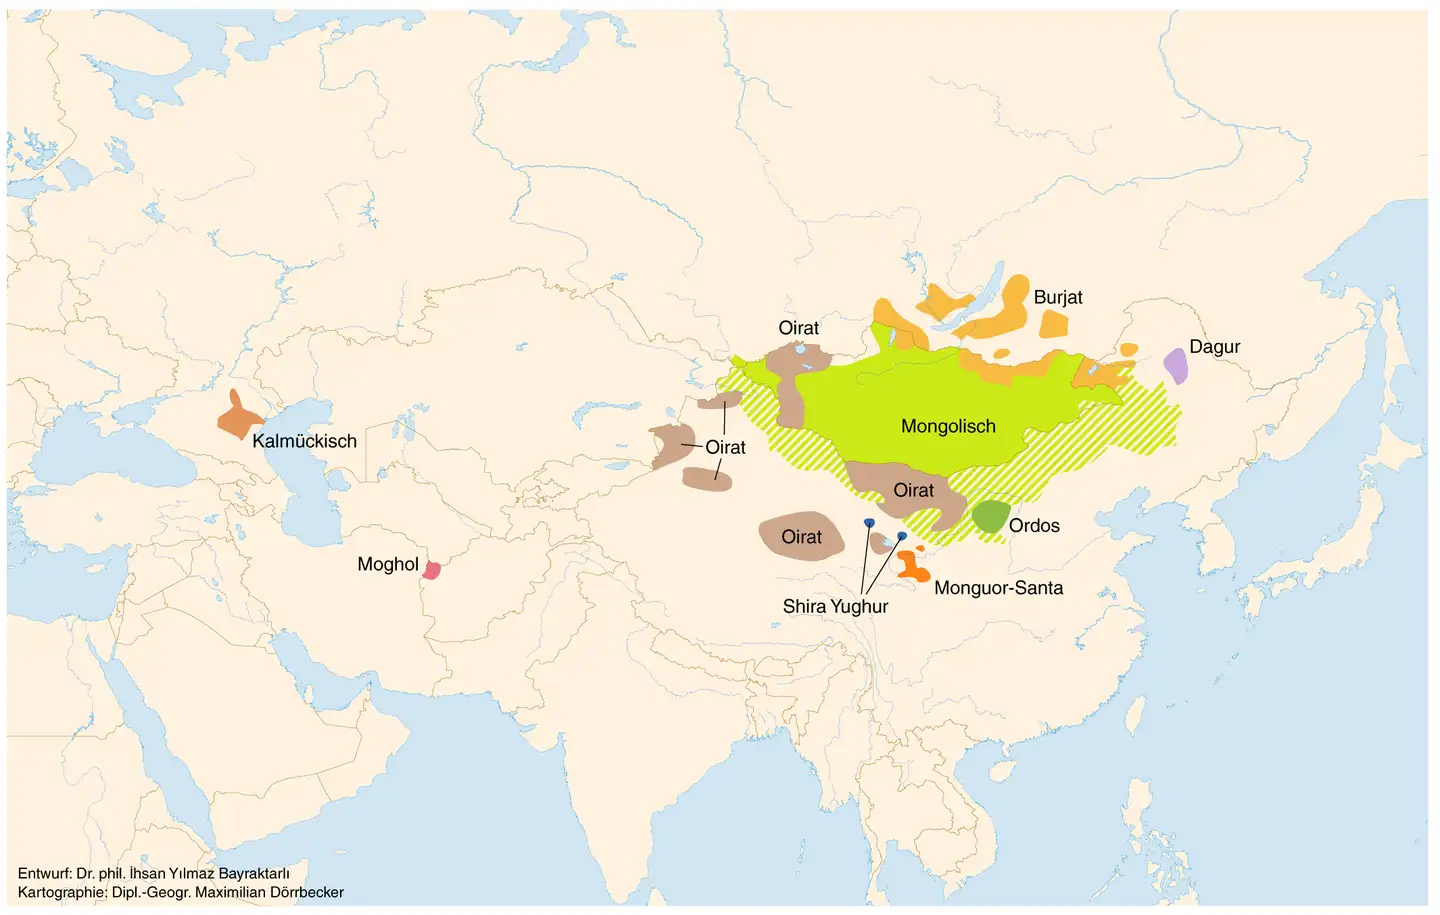 Burjat
Oirat
Dagur
Mongolisch
Kalmückisch
Oirat
Oirat
Ordos
Oirat
Moghol
Monguor-Santa
Shira Yughur
Entwurf: Dr. phil. İhsan Yılmaz Bayraktarlı
Kartographie: Dipl.-Geogr. Maximilian Dörrbecker